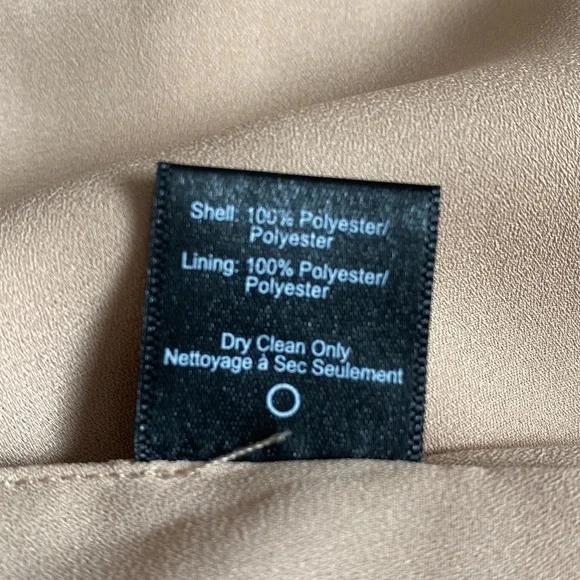 Shell: 100% Polyester/
Polyester
Lining: 100% Polyester/
Polyester
Dry Clean Only
Nettoyage à Sec Seulement